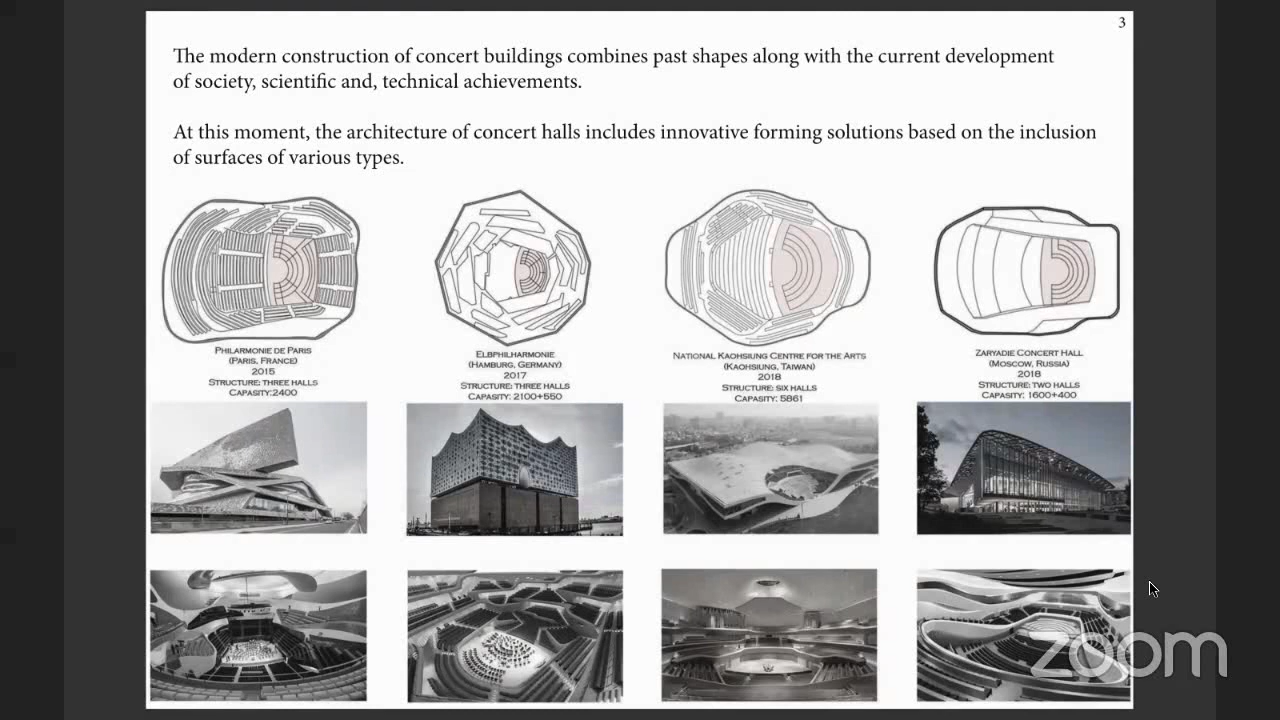 3
The modern construction of concert buildings combines past shapes along with the current development
of society, scientific and, technical achievements.
At this moment, the architecture of concert halls includes innovative forming solutions based on the inclusion
of surfaces of various types.
PHILARMONIE DE PARIS
(PARIS, FRANCE)
2015
STRUCTURE: THREE HALLS
CAPASITY:2400
ELBPHILHARMONIE
(HAMBURG, GERMANY)
2017
STRUCTURE: THREE HALLS
CAPASITY: 2100+550
NATIONAL KAOHSIUNG CENTRE FOR THE ARTS
(KAOHSIUNG, TAIWAN)
2018
STRUCTURE: SIX HALLS
CAPASITY: 5861
ZARYADIE CONCERT HALL
(MOSCOW, RUSSIA)
2018
STRUCTURE: TWO HALLS
CAPASITY: 1600+400
zoom